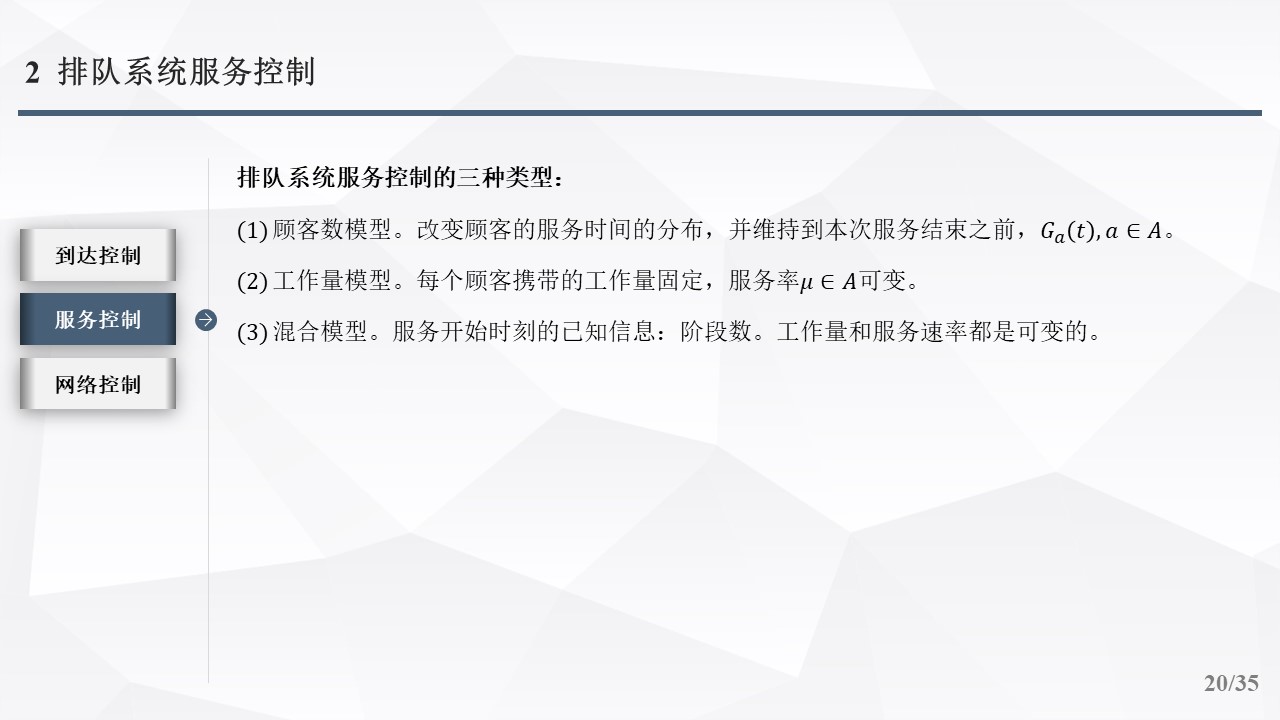 2 排队系统服务控制
到达控制
服务控制
网络控制
排队系统服务控制的三种类型：
(1) 顾客数模型。改变顾客的服务时间的分布，并维持到本次服务结束之前，𝐺ₐ(𝑡), 𝑎 ∈ 𝐴。
(2) 工作量模型。每个顾客携带的工作量固定，服务率𝜇 ∈ 𝐴可变。
(3) 混合模型。服务开始时刻的已知信息：阶段数。工作量和服务速率都是可变的。
20/35